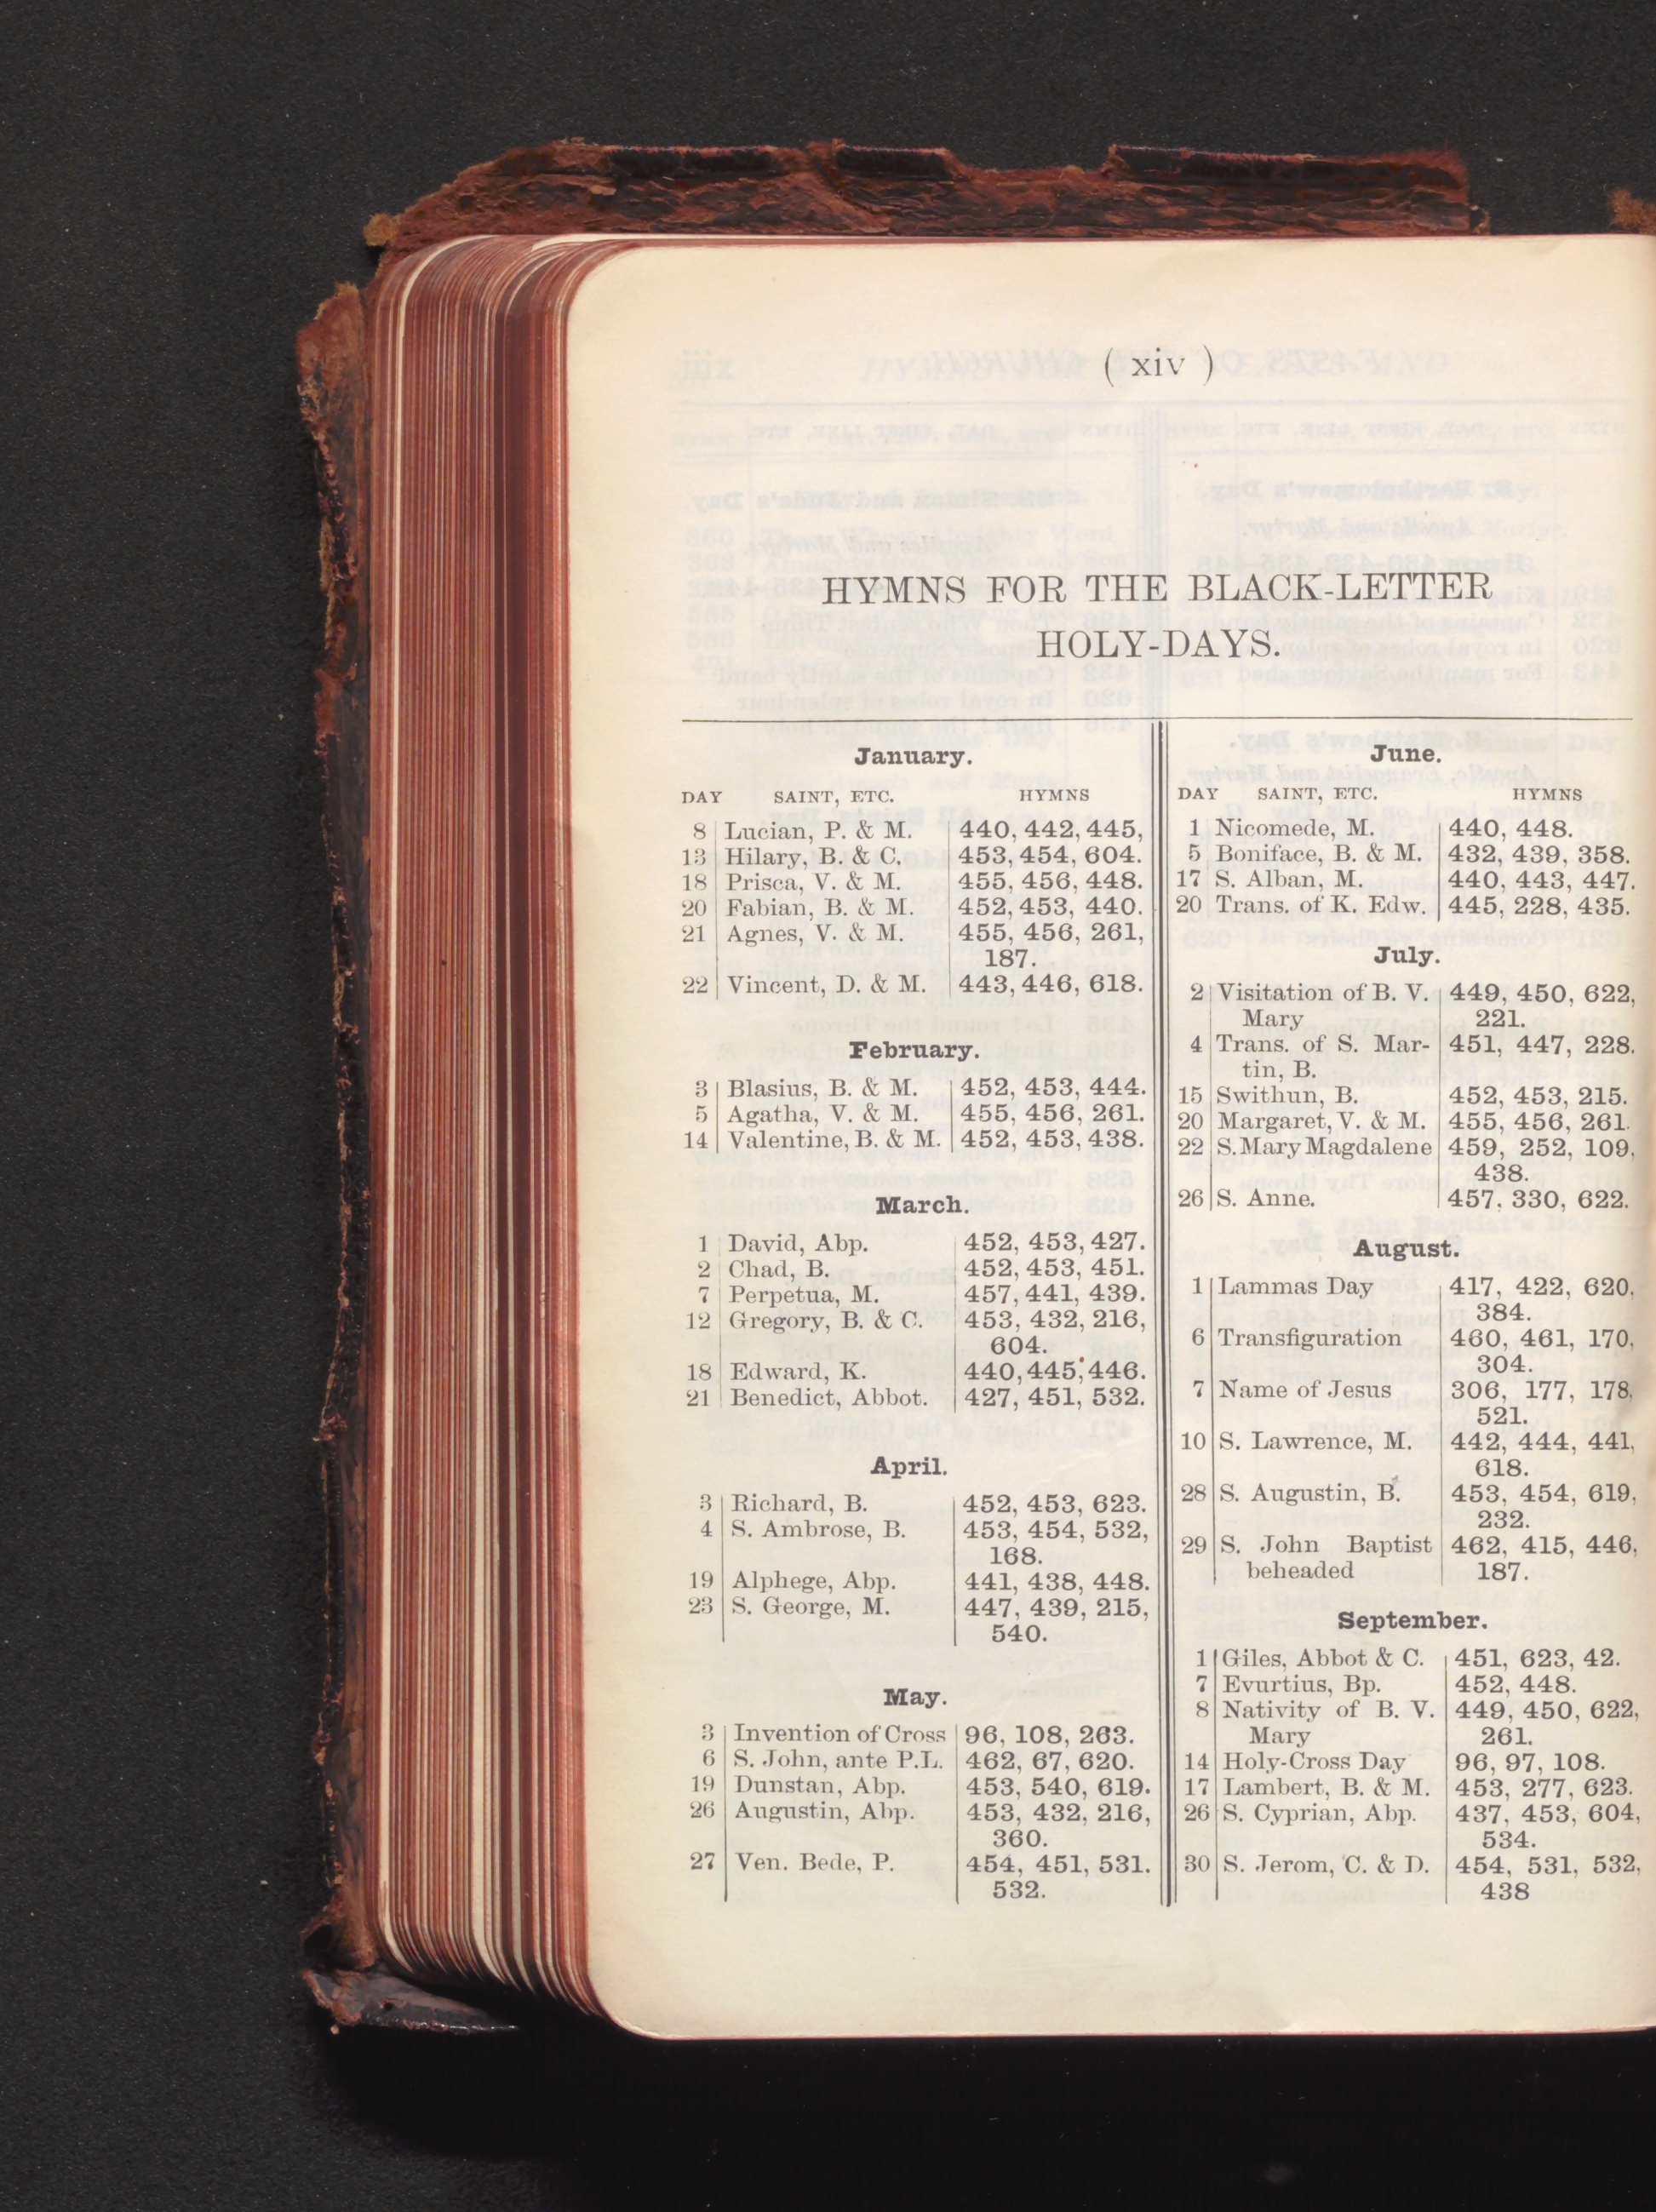 ( xiv )
HYMNS FOR THE BLACK-LETTER
HOLY-DAYS.
January.
DAY SAINT, ETC. HYMNS
8 Lucian, P. & M. 440, 442, 445,
13 Hilary, B. & C. 453, 454, 604.
18 Prisca, V. & M. 455, 456, 448.
20 Fabian, B. & M. 452, 453, 440.
21 Agnes, V. & M. 455, 456, 261,
187.
22 Vincent, D. & M. 443, 446, 618.
February.
3 Blasius, B. & M. 452, 453, 444.
5 Agatha, V. & M. 455, 456, 261.
14 Valentine, B. & M. 452, 453, 438.
March.
1 David, Abp. 452, 453, 427.
2 Chad, B. 452, 453, 451.
7 Perpetua, M. 457, 441, 439.
12 Gregory, B. & C. 453, 432, 216,
604.
18 Edward, K. 440, 445, 446.
21 Benedict, Abbot. 427, 451, 532.
April.
3 Richard, B. 452, 453, 623.
4 S. Ambrose, B. 453, 454, 532,
168.
19 Alphege, Abp. 441, 438, 448.
23 S. George, M. 447, 439, 215,
540.
May.
3 Invention of Cross 96, 108, 263.
6 S. John, ante P.L. 462, 67, 620.
19 Dunstan, Abp. 453, 540, 619.
26 Augustin, Abp. 453, 432, 216,
360.
27 Ven. Bede, P. 454, 451, 531.
532.
June.
DAY SAINT, ETC. HYMNS
1 Nicomede, M. 440, 448.
5 Boniface, B. & M. 432, 439, 358.
17 S. Alban, M. 440, 443, 447.
20 Trans. of K. Edw. 445, 228, 435.
July.
2 Visitation of B. V. 449, 450, 622,
Mary 221.
4 Trans. of S. Mar- 451, 447, 228.
tin, B.
15 Swithun, B. 452, 453, 215.
20 Margaret, V. & M. 455, 456, 261.
22 S. Mary Magdalene 459, 252, 109,
438.
26 S. Anne. 457, 330, 622.
August.
1 Lammas Day 417, 422, 620,
384.
6 Transfiguration 460, 461, 170,
304.
7 Name of Jesus 306, 177, 178,
521.
10 S. Lawrence, M. 442, 444, 441,
618.
28 S. Augustin, B. 453, 454, 619,
232.
29 S. John Baptist 462, 415, 446,
beheaded 187.
September.
1 Giles, Abbot & C. 451, 623, 42.
7 Evurtius, Bp. 452, 448.
8 Nativity of B. V. 449, 450, 622,
Mary 261.
14 Holy-Cross Day 96, 97, 108.
17 Lambert, B. & M. 453, 277, 623.
26 S. Cyprian, Abp. 437, 453, 604,
534.
30 S. Jerom, C. & D. 454, 531, 532,
438